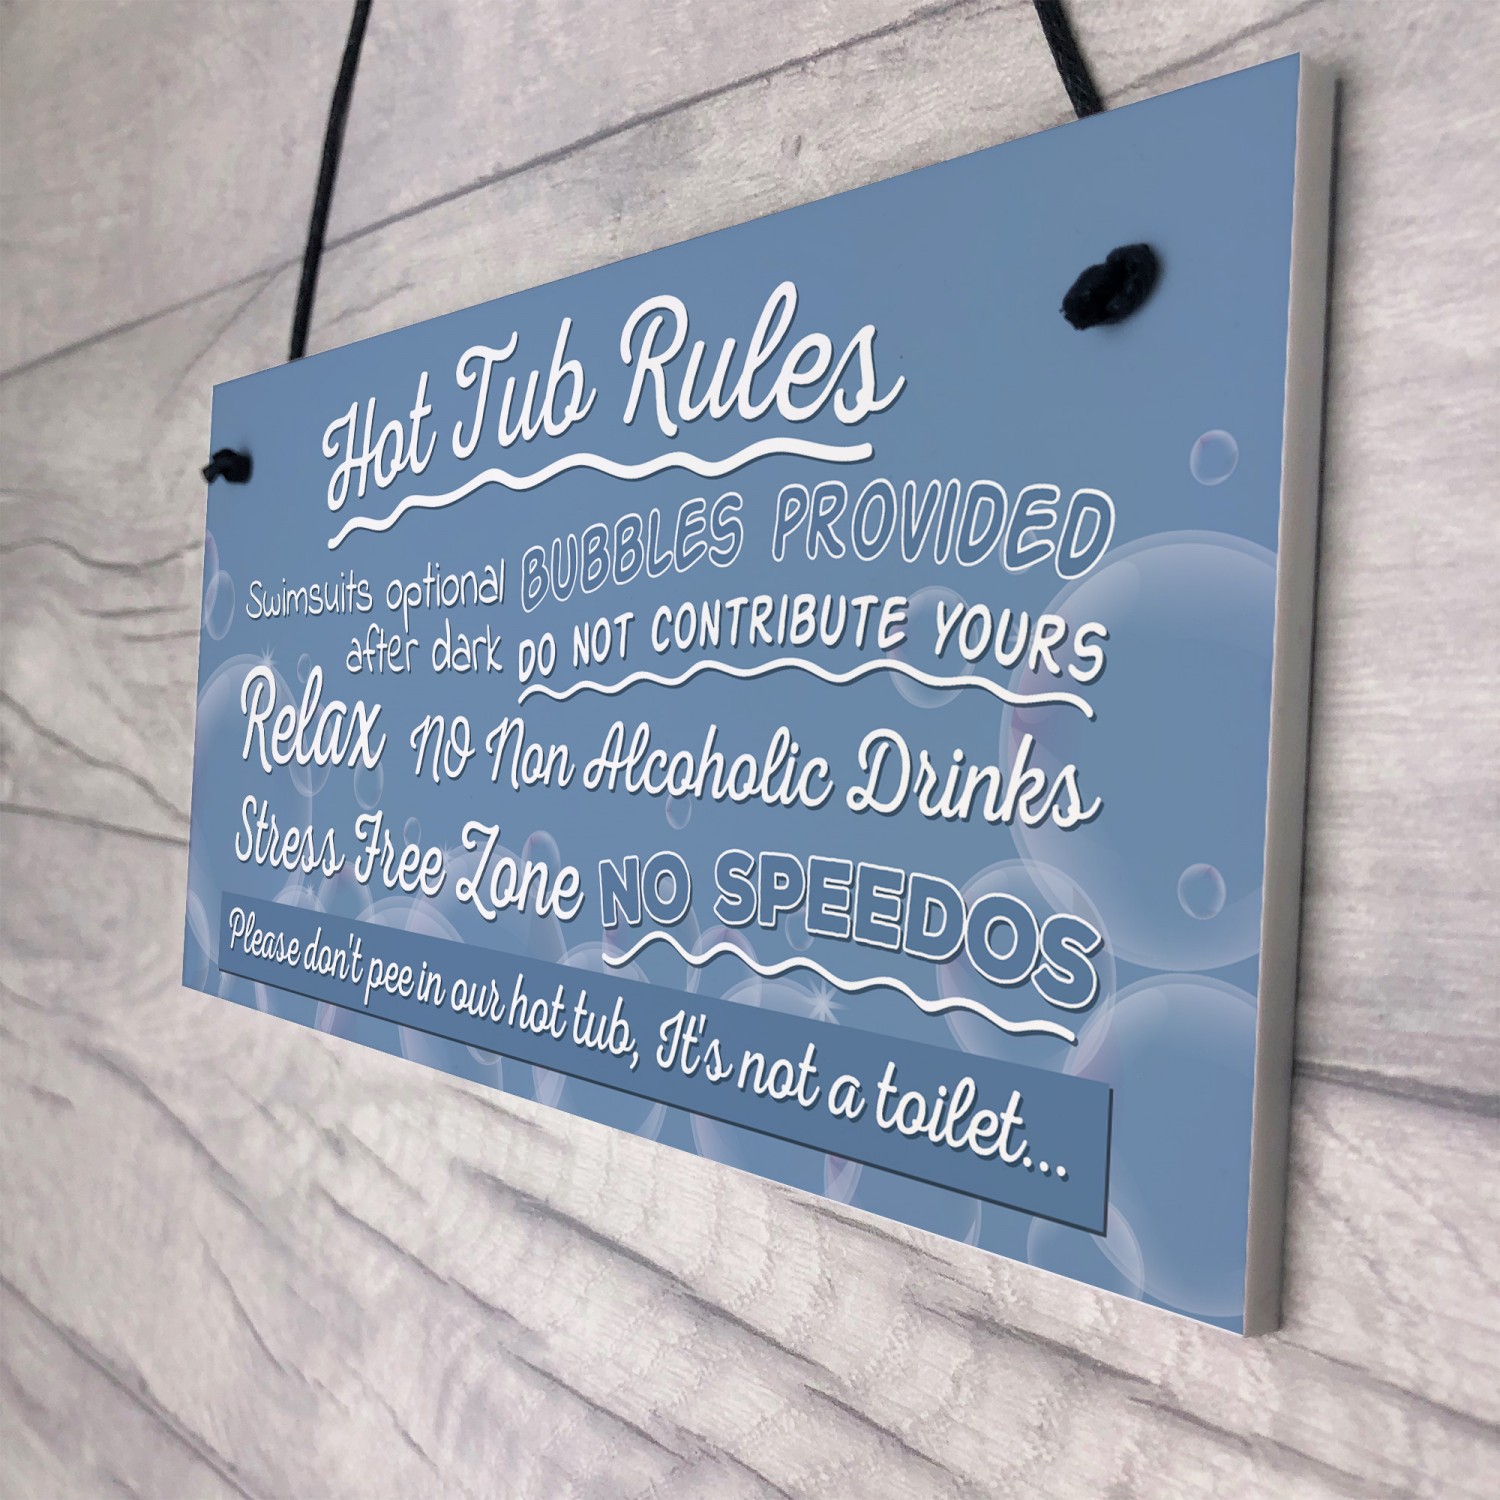 Hot Tub Rules
Swimsuits optional
after dark
BUBBLES PROVIDED
DO NOT CONTRIBUTE YOURS
Relax NO Non Alcoholic Drinks
Stress Free Zone NO SPEEDOS
Please don't pee in our hot tub, It's not a toilet...